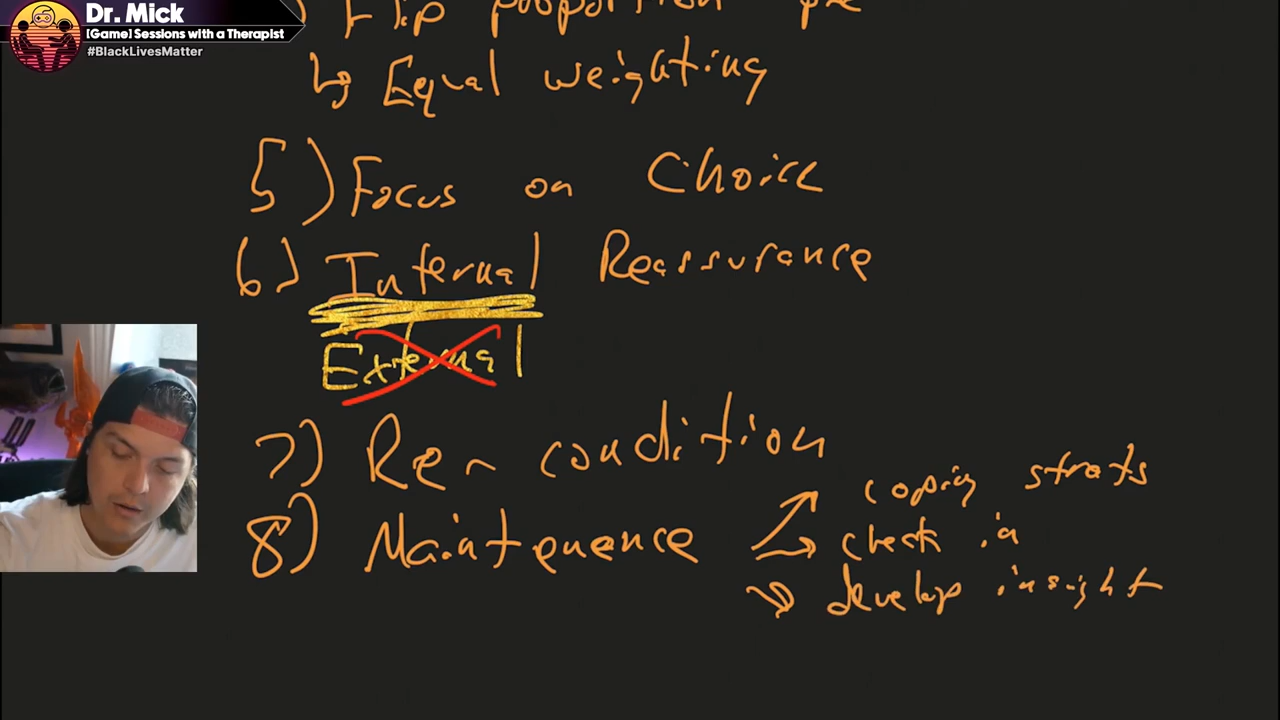 Dr. Mick
[Game] Sessions with a Therapist
#BlackLivesMatter
Flip proportion
Equal weighting
5) Focus on Choice
6) Internal Reassurance
External
7) Re-condition
8) Maintenence
coping strats
check in
develop insight